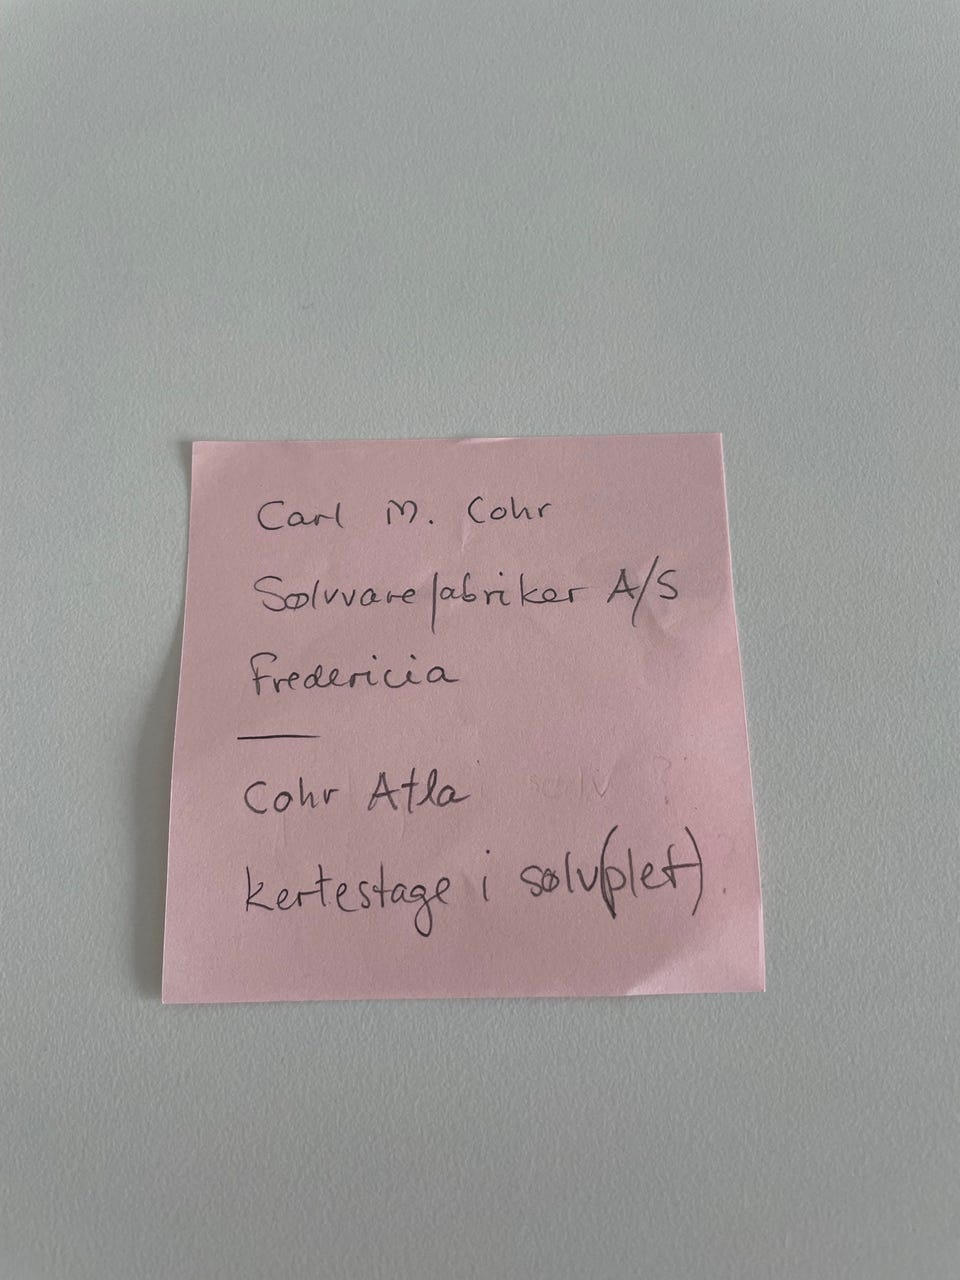 Carl M. Cohr
Sølvvarefabriker A/S
Fredericia
Cohr Atla
kertestage i sølv(plet).